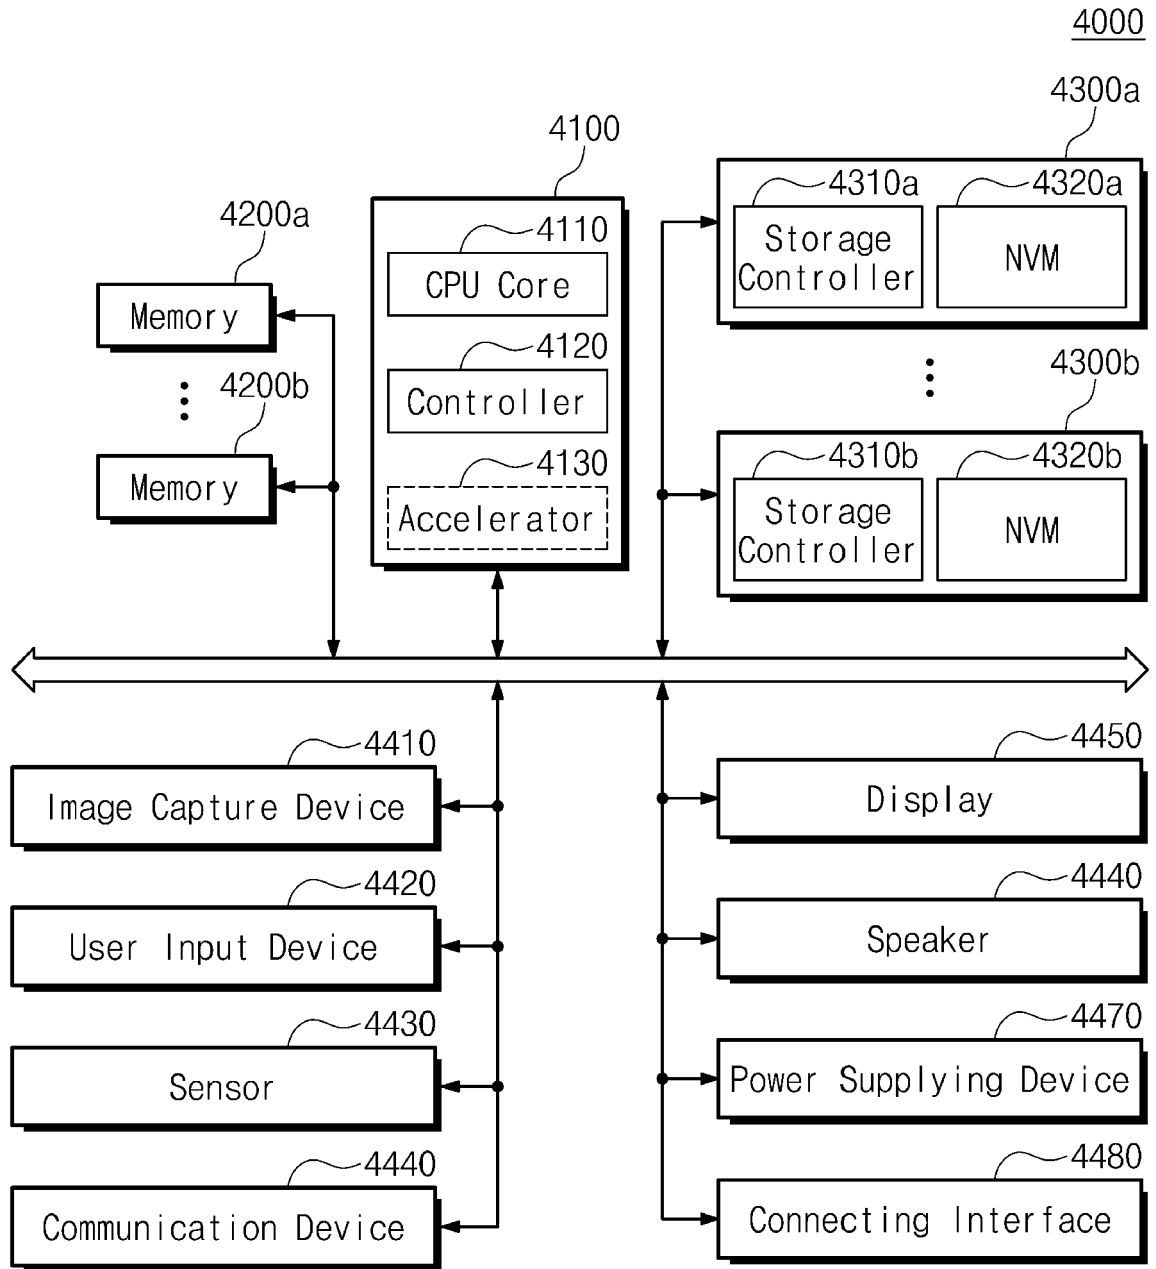 4000
4300a
4310a
4320a
Storage
Controller
NVM
4100
4110
CPU Core
4120
Controller
4130
Accelerator
4200a
Memory
4200b
Memory
4300b
4310b
4320b
Storage
Controller
NVM
4410
Image Capture Device
4420
User Input Device
4430
Sensor
4440
Communication Device
4450
Display
4440
Speaker
4470
Power Supplying Device
4480
Connecting Interface